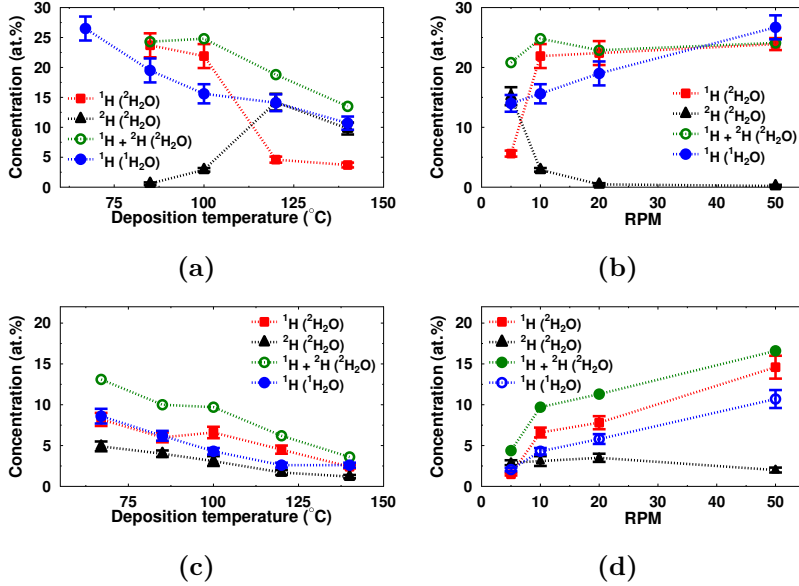 30
25
20
15
10
5
0
Concentration (at.%)
¹H (²H₂O)
²H (²H₂O)
¹H + ²H (²H₂O)
¹H (¹H₂O)
75 100 125 150
Deposition temperature (°C)
(a)
30
25
20
15
10
5
0
Concentration (at.%)
¹H (²H₂O)
²H (²H₂O)
¹H + ²H (²H₂O)
¹H (¹H₂O)
0 10 20 30 40 50
RPM
(b)
20
15
10
5
0
Concentration (at.%)
¹H (²H₂O)
²H (²H₂O)
¹H + ²H (²H₂O)
¹H (¹H₂O)
75 100 125 150
Deposition temperature (°C)
(c)
20
15
10
5
0
Concentration (at.%)
¹H (²H₂O)
²H (²H₂O)
¹H + ²H (²H₂O)
¹H (¹H₂O)
0 10 20 30 40 50
RPM
(d)